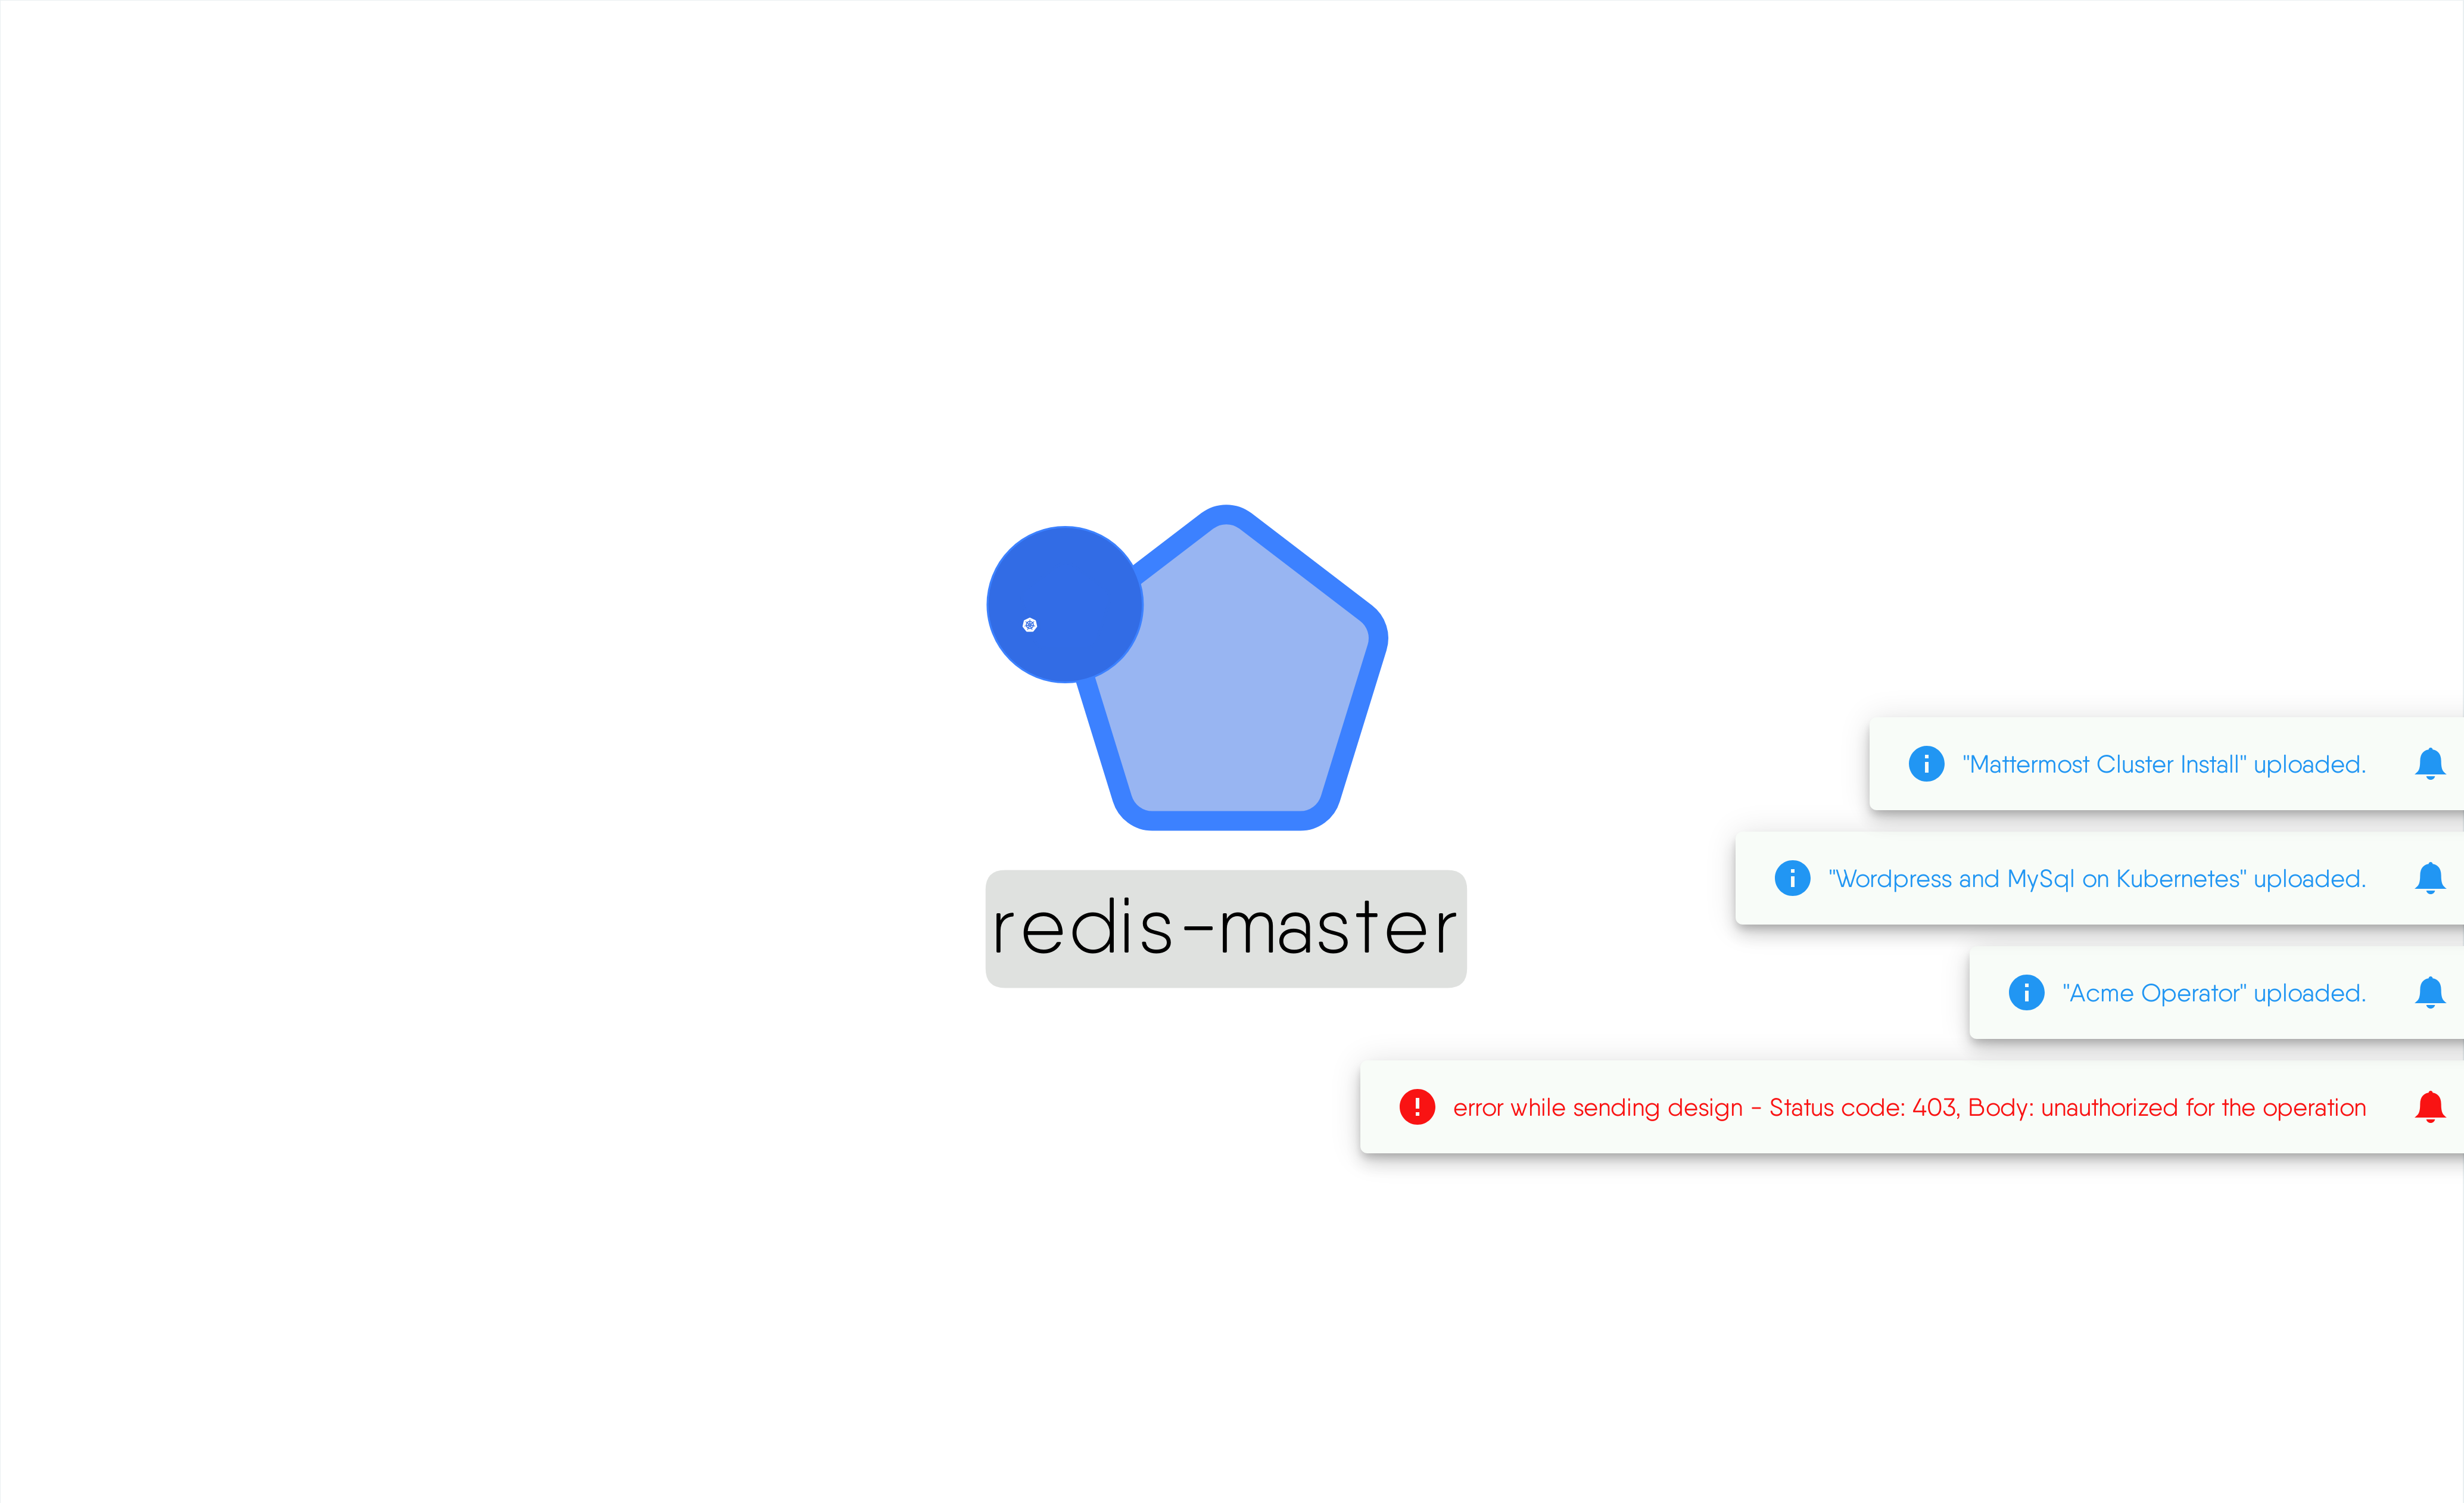 redis-master
"Mattermost Cluster Install" uploaded.
"Wordpress and MySql on Kubernetes" uploaded.
"Acme Operator" uploaded.
error while sending design - Status code: 403, Body: unauthorized for the operation